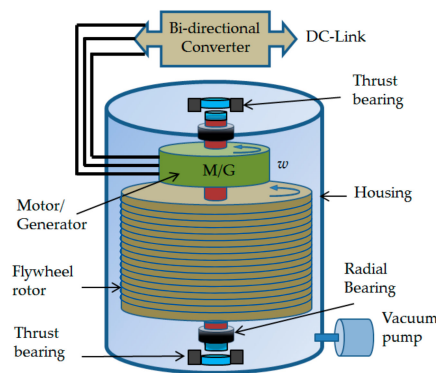 Bi-directional
Converter
DC-Link
Thrust
bearing
M/G
w
Housing
Motor/
Generator
Flywheel
rotor
Radial
Bearing
Vacuum
pump
Thrust
bearing